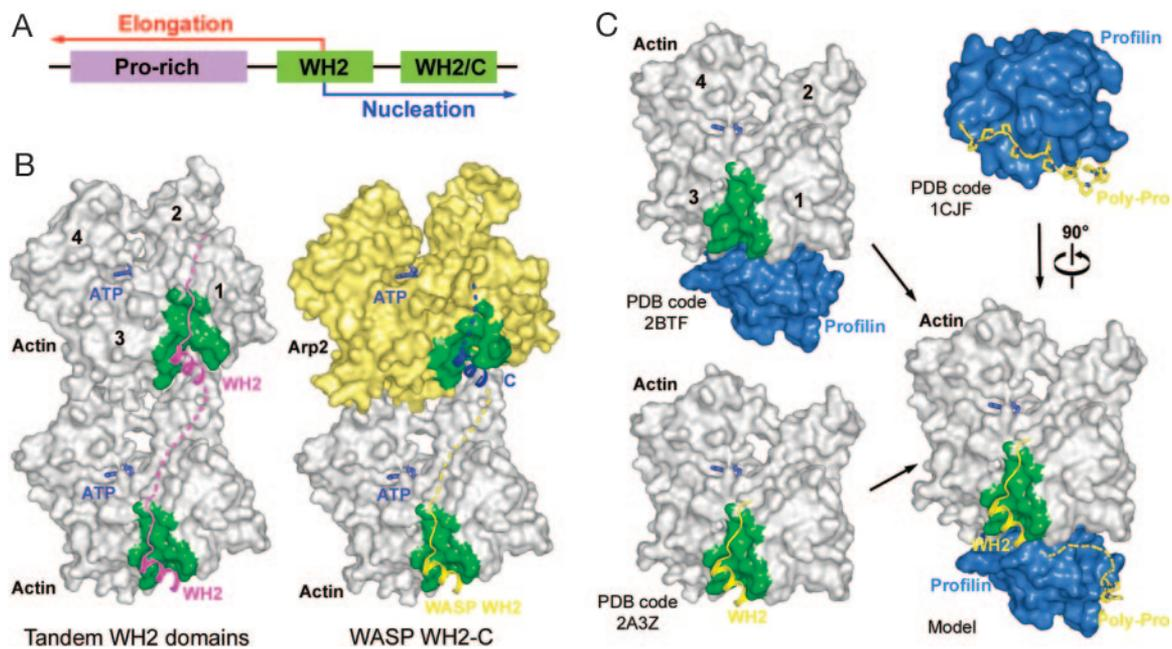 A
Elongation
Pro-rich
WH2
WH2/C
Nucleation
B
2
4
ATP
1
Actin
3
WH2
ATP
Actin
WH2
Tandem WH2 domains
ATP
Arp2
C
ATP
Actin
WASP WH2
WASP WH2-C
C
Actin
4
2
3
1
PDB code
2BTF
Profilin
Profilin
PDB code
1CJF
Poly-Pro
90°
Actin
PDB code
2A3Z
WH2
Actin
WH2
Profilin
Poly-Pro
Model